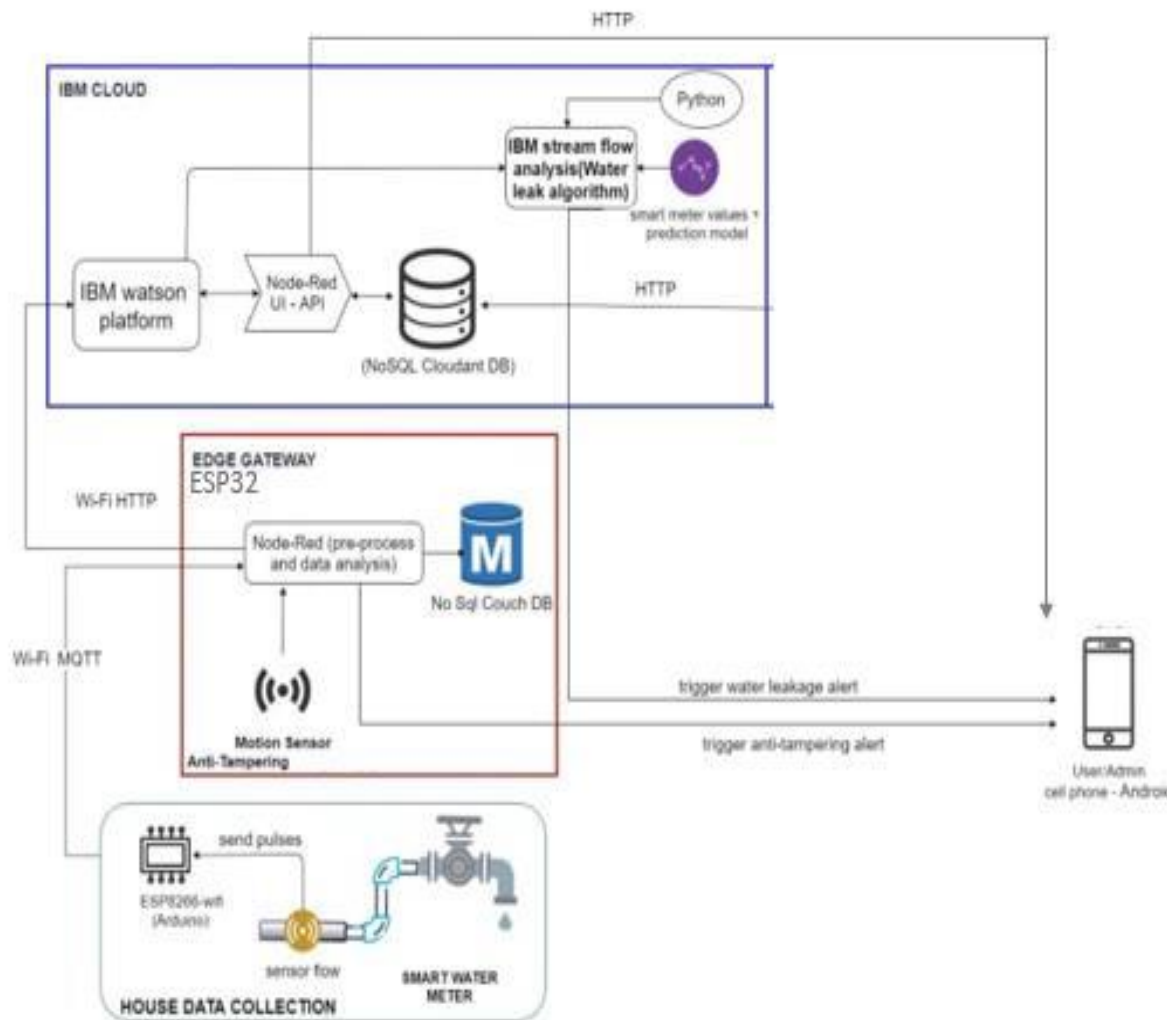 HTTP
IBM CLOUD
Python
IBM stream flow
analysis(Water
leak algorithm)
smart meter values +
prediction model
Node-Red
UI - API
IBM watson
platform
HTTP
(NoSQL Cloudant DB)
EDGE GATEWAY
ESP32
Wi-Fi HTTP
Node-Red (pre-process
and data analysis)
M
No Sql Couch DB
Wi-Fi MQTT
Motion Sensor
Anti-Tampering
trigger water leakage alert
trigger anti-tampering alert
User/Admin
cell phone - Androi
send pulses
ESP8266-wifi
(Arduino)
sensor flow
SMART WATER
METER
HOUSE DATA COLLECTION